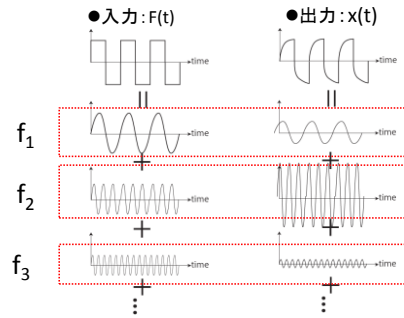 ●入力:F(t) ●出力:x(t)
time time
=
=
f1 time time
+ +
f2 time time
+ +
f3 time time
+ +
⋮ ⋮